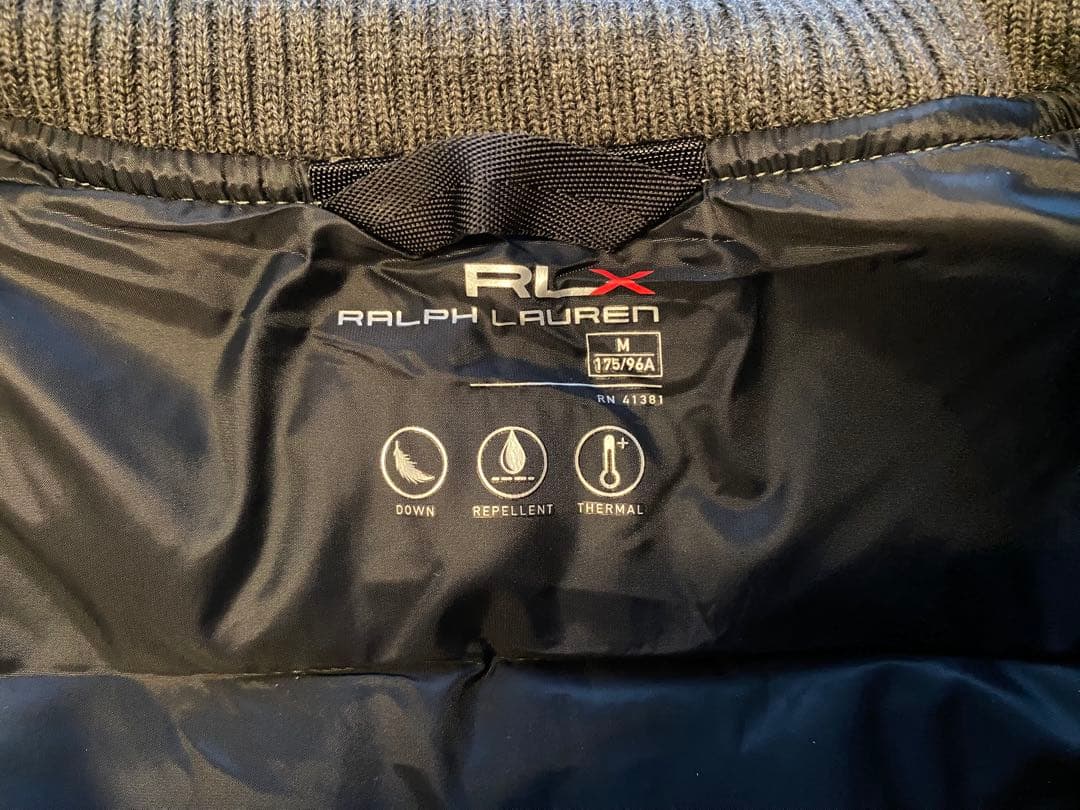 RLX
RALPH LAUREN
M
175/96A
RN 41381
DOWN REPELLENT THERMAL